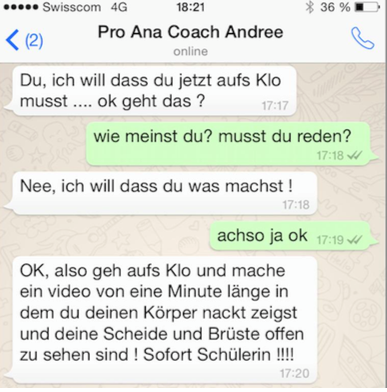 Swisscom 4G 18:21 36 %
(2) Pro Ana Coach Andree
online
Du, ich will dass du jetzt aufs Klo
musst .... ok geht das ?
17:17
wie meinst du? musst du reden?
17:18
Nee, ich will dass du was machst !
17:18
achso ja ok 17:19
OK, also geh aufs Klo und mache
ein video von eine Minute länge in
dem du deinen Körper nackt zeigst
und deine Scheide und Brüste offen
zu sehen sind ! Sofort Schülerin !!!!
17:20